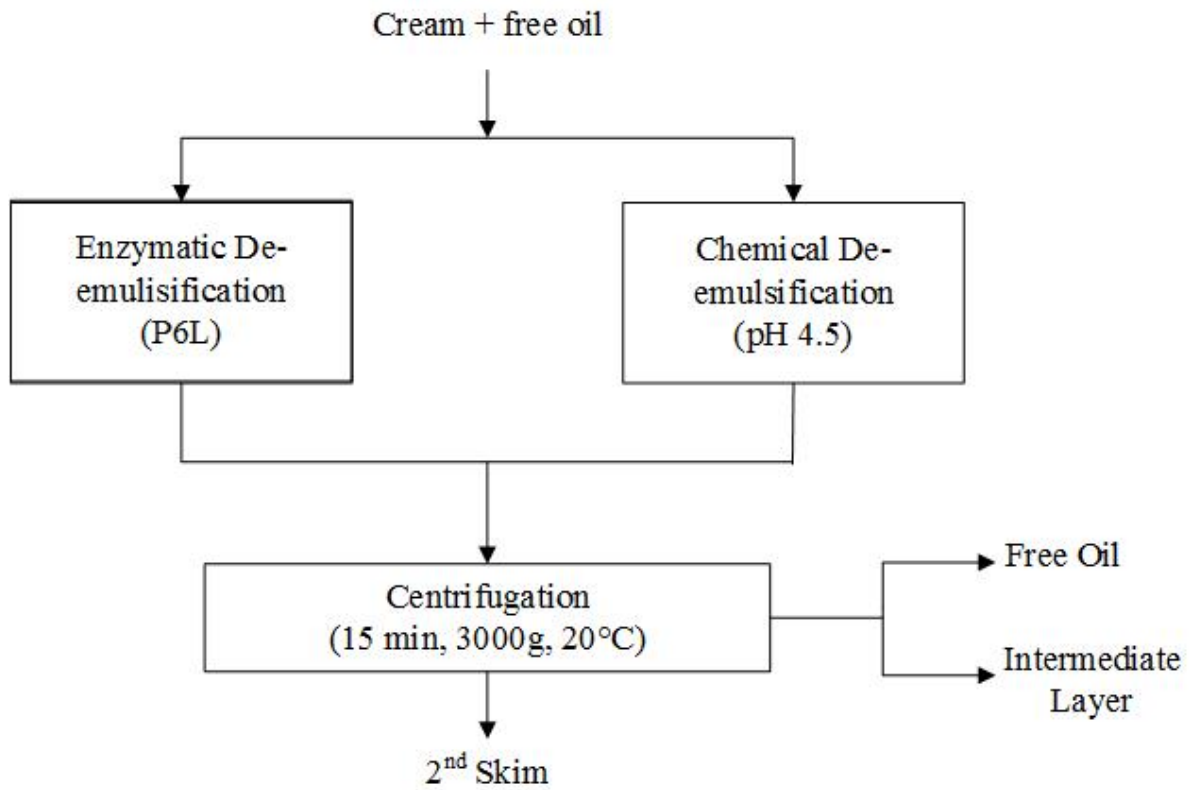 Cream + free oil
Enzymatic De-
emulisification
(P6L)
Chemical De-
emulsification
(pH 4.5)
Centrifugation
(15 min, 3000g, 20°C)
Free Oil
Intermediate
Layer
2nd Skim